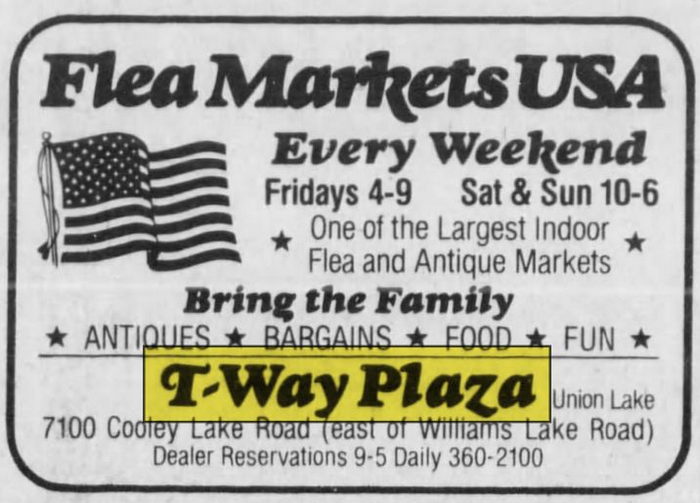 Flea Markets USA
Every Weekend
Fridays 4-9 Sat & Sun 10-6
★ One of the Largest Indoor ★
Flea and Antique Markets
Bring the Family
★ ANTIQUES ★ BARGAINS ★ FOOD ★ FUN ★
T-Way Plaza Union Lake
7100 Cooley Lake Road (east of Williams Lake Road)
Dealer Reservations 9-5 Daily 360-2100